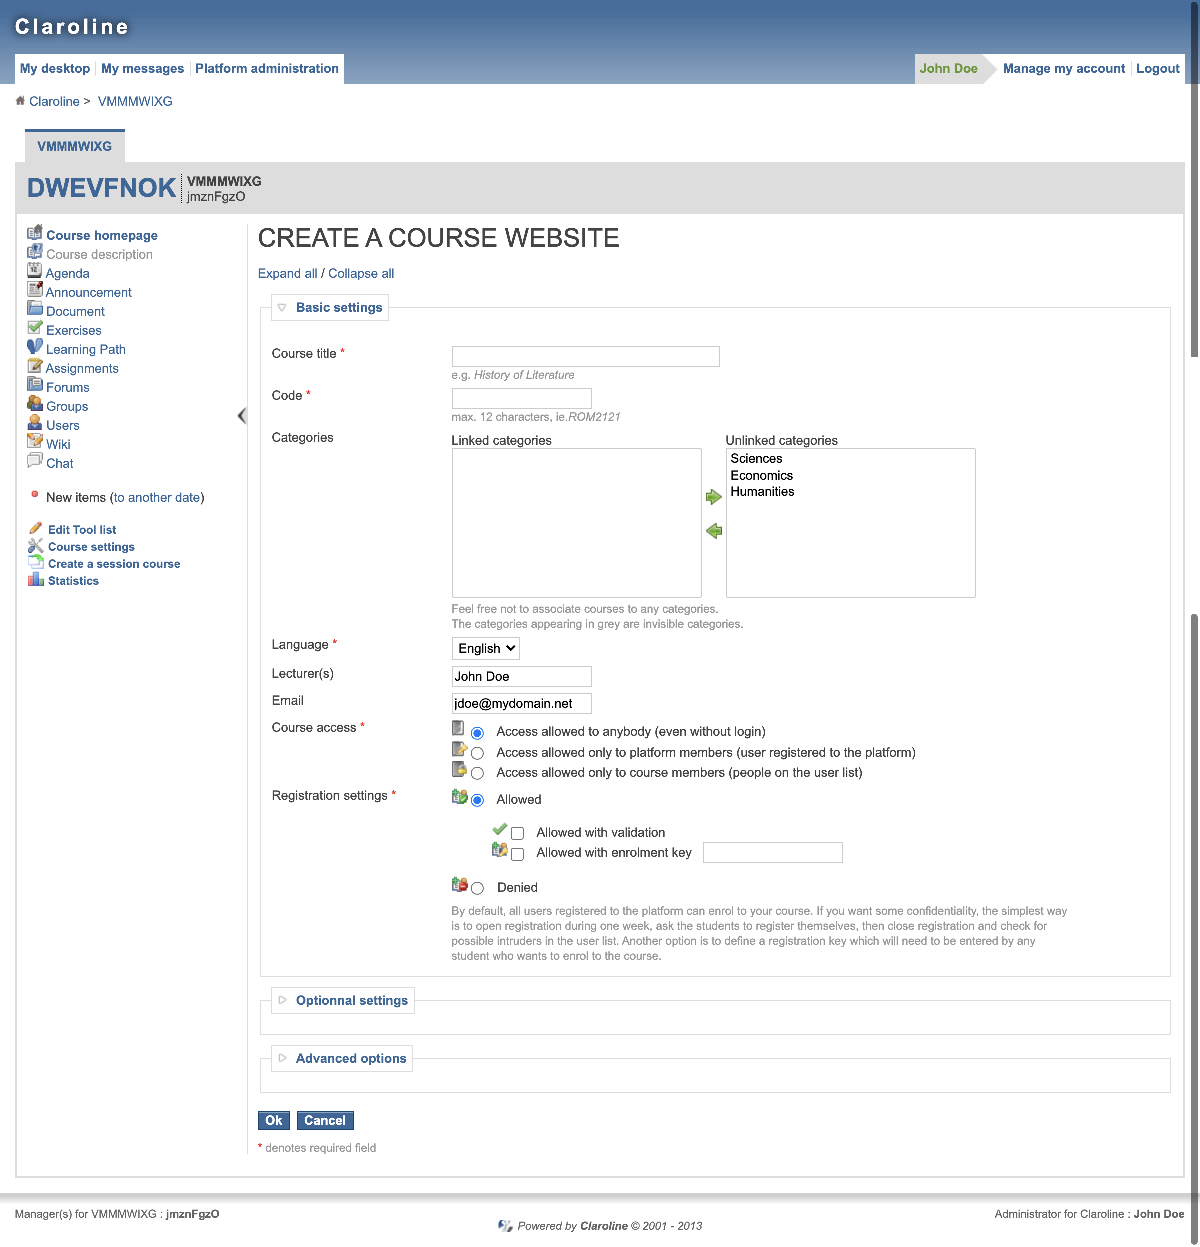 Claroline
My desktop My messages Platform administration
John Doe Manage my account Logout
Claroline > VMMMWIXG
VMMMWIXG
DWEVFNOK
VMMMWIXG
jmznFgzO
Course homepage
Course description
Agenda
Announcement
Document
Exercises
Learning Path
Assignments
Forums
Groups
Users
Wiki
Chat
New items (to another date)
Edit Tool list
Course settings
Create a session course
Statistics
CREATE A COURSE WEBSITE
Expand all / Collapse all
Basic settings
Course title *
e.g. History of Literature
Code *
max. 12 characters, ie.ROM2121
Categories
Linked categories
Unlinked categories
Sciences
Economics
Humanities
Feel free not to associate courses to any categories.
The categories appearing in grey are invisible categories.
Language * English
Lecturer(s) John Doe
Email jdoe@mydomain.net
Course access * Access allowed to anybody (even without login)
Access allowed only to platform members (user registered to the platform)
Access allowed only to course members (people on the user list)
Registration settings * Allowed
Allowed with validation
Allowed with enrolment key
Denied
By default, all users registered to the platform can enrol to your course. If you want some confidentiality, the simplest way
is to open registration during one week, ask the students to register themselves, then close registration and check for
possible intruders in the user list. Another option is to define a registration key which will need to be entered by any
student who wants to enrol to the course.
Optionnal settings
Advanced options
Ok Cancel
* denotes required field
Manager(s) for VMMMWIXG : jmznFgzO
Powered by Claroline © 2001 - 2013
Administrator for Claroline : John Doe